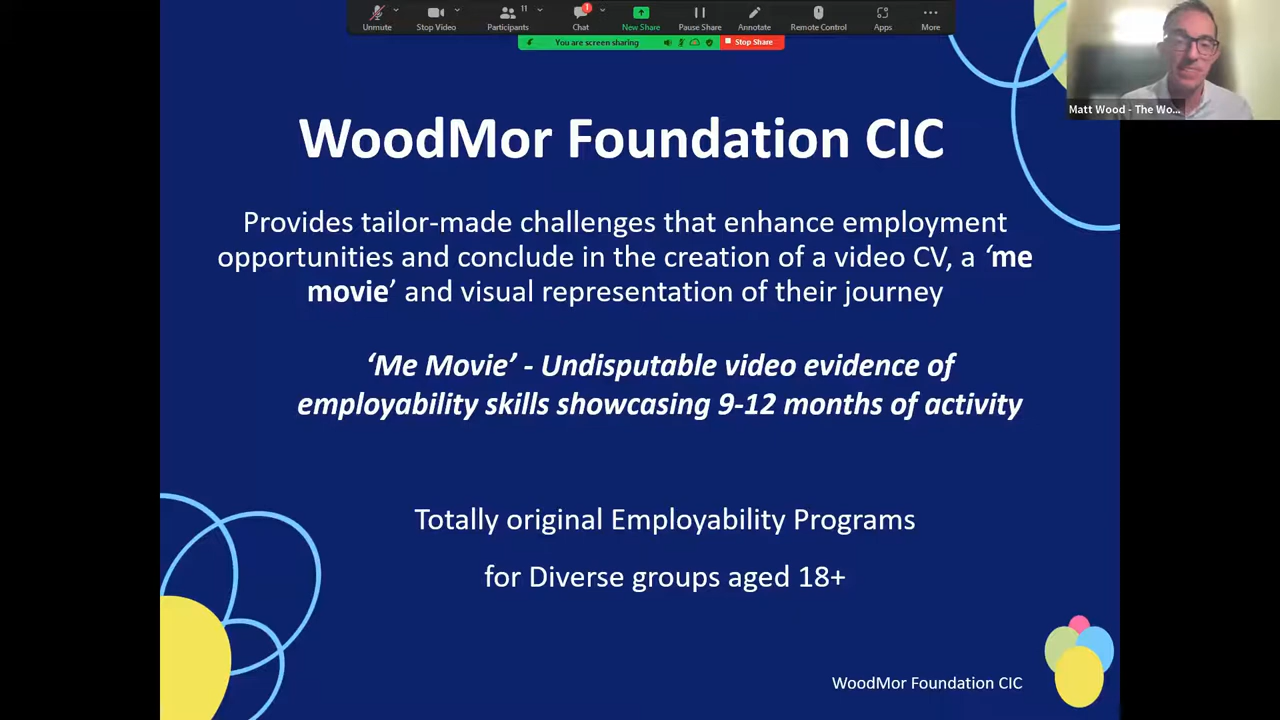 11
1
Unmute
Stop Video
Participants
Chat
New Share
Pause Share
Annotate
Remote Control
Apps
More
You are screen sharing
Stop Share
Matt Wood - The Wo...
WoodMor Foundation CIC
Provides tailor-made challenges that enhance employment
opportunities and conclude in the creation of a video CV, a ‘me
movie’ and visual representation of their journey
‘Me Movie’ - Undisputable video evidence of
employability skills showcasing 9-12 months of activity
Totally original Employability Programs
for Diverse groups aged 18+
WoodMor Foundation CIC